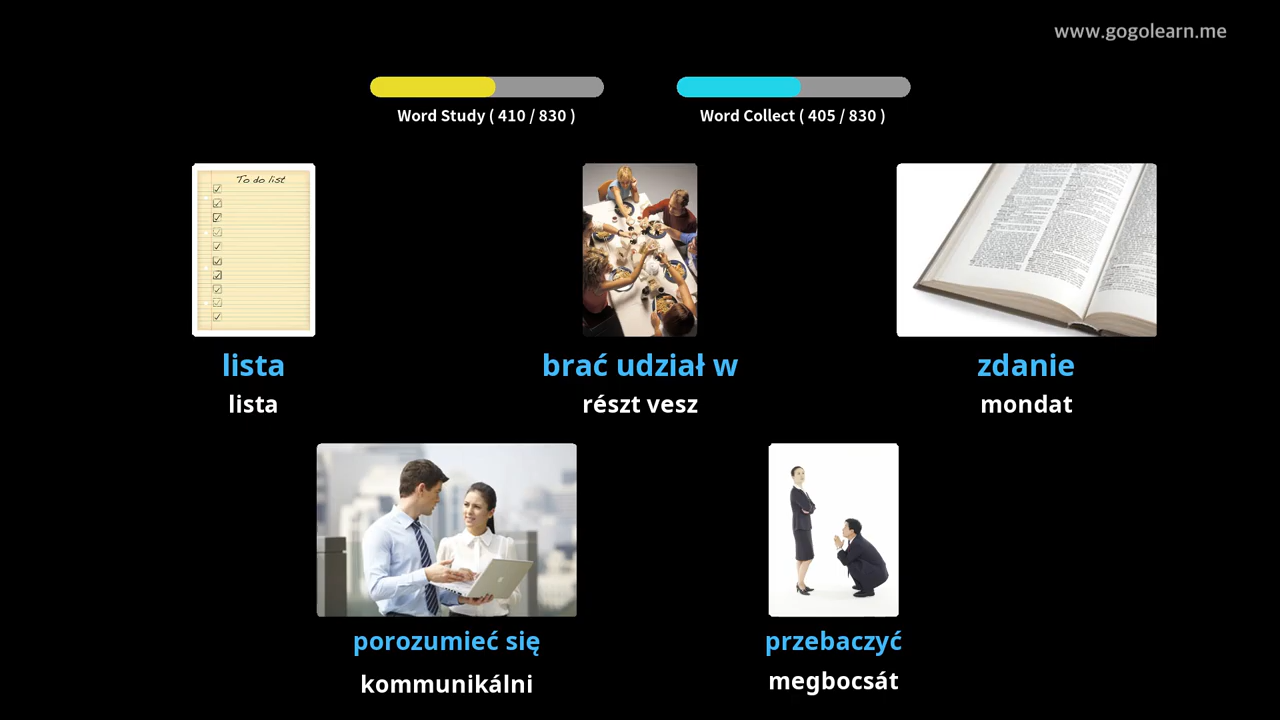 www.gogolearn.me
Word Study ( 410 / 830 )
Word Collect ( 405 / 830 )
To do list
lista
lista
brać udział w
részt vesz
zdanie
mondat
porozumieć się
kommunikálni
przebaczyć
megbocsát